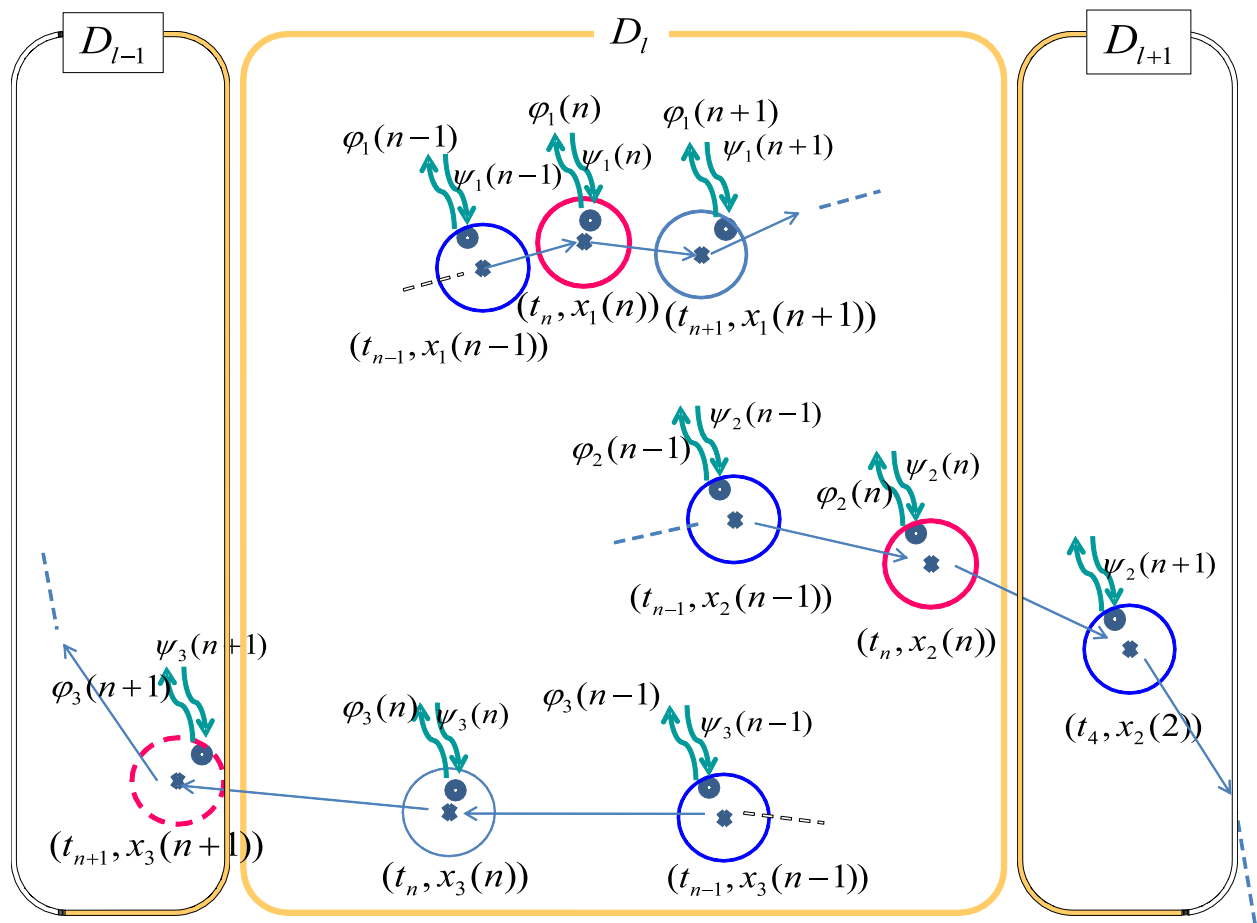 D_{l-1}
D_l
D_{l+1}
φ_1(n-1)
ψ_1(n-1)
φ_1(n)
ψ_1(n)
φ_1(n+1)
ψ_1(n+1)
(t_{n-1}, x_1(n-1))
(t_n, x_1(n))
(t_{n+1}, x_1(n+1))
φ_2(n-1)
ψ_2(n-1)
φ_2(n)
ψ_2(n)
ψ_2(n+1)
(t_{n-1}, x_2(n-1))
(t_n, x_2(n))
(t_4, x_2(2))
φ_3(n+1)
ψ_3(n+1)
φ_3(n)
ψ_3(n)
φ_3(n-1)
ψ_3(n-1)
(t_{n+1}, x_3(n+1))
(t_n, x_3(n))
(t_{n-1}, x_3(n-1))